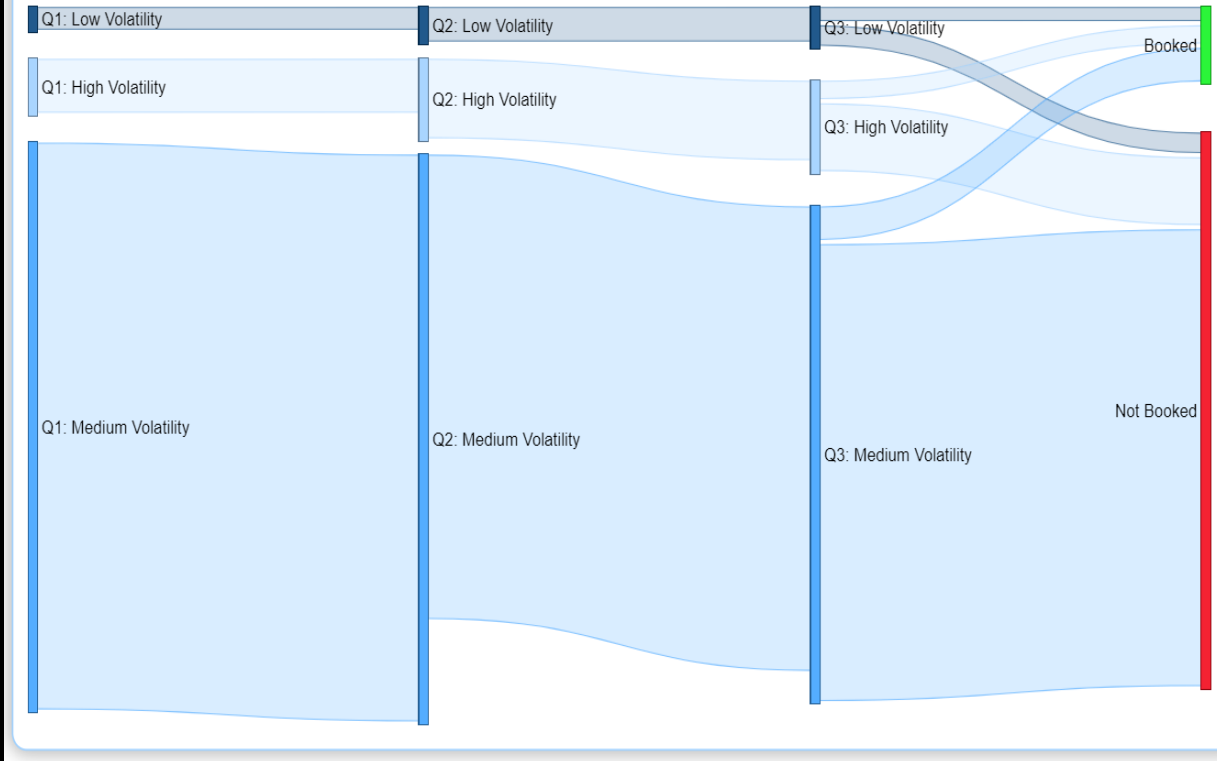 Q1: Low Volatility
Q2: Low Volatility
Q3: Low Volatility
Booked
Q1: High Volatility
Q2: High Volatility
Q3: High Volatility
Not Booked
Q1: Medium Volatility
Q2: Medium Volatility
Q3: Medium Volatility